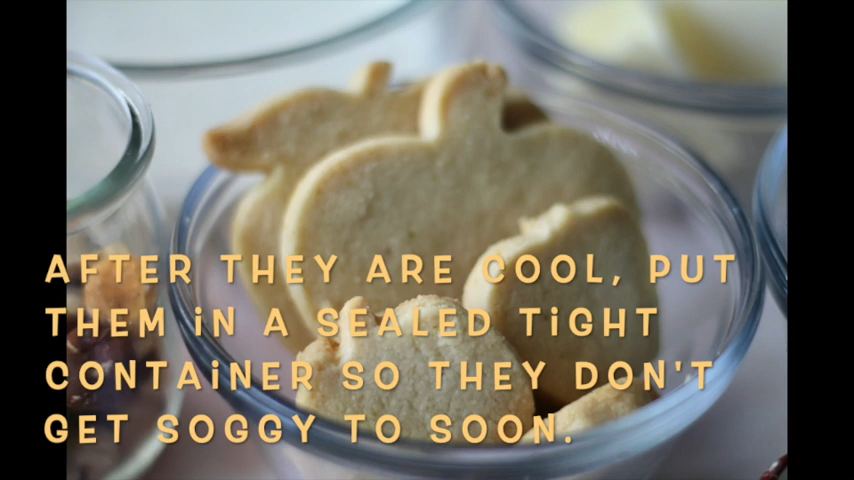 AFTER THEY ARE COOL, PUT
THEM iN A SEALED TiGHT
CONTAiNER SO THEY DON'T
GET SOGGY TO SOON.